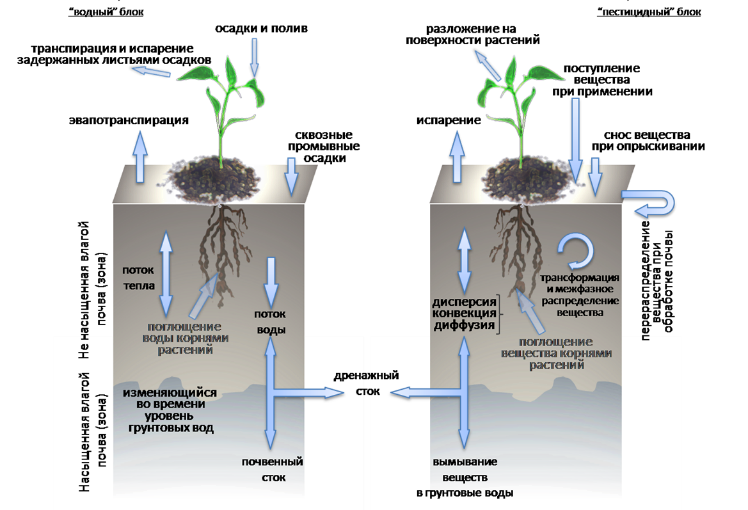 "водный" блок
"пестицидный" блок
осадки и полив
транспирация и испарение
задержанных листьями осадков
эвапотранспирация
сквозные
промывные
осадки
разложение на
поверхности растений
поступление
вещества
при применении
испарение
снос вещества
при опрыскивании
Не насыщенная влагой
почва (зона)
поток
тепла
поглощение
воды корнями
растений
поток
воды
дисперсия
конвекция
диффузия
трансформация
и межфазное
распределение
вещества
поглощение
вещества корнями
растений
перераспределение
вещества при
обработке почвы
Насыщенная влагой
почва (зона)
изменяющийся
во времени
уровень
грунтовых вод
дренажный
сток
почвенный
сток
вымывание
веществ
в грунтовые воды